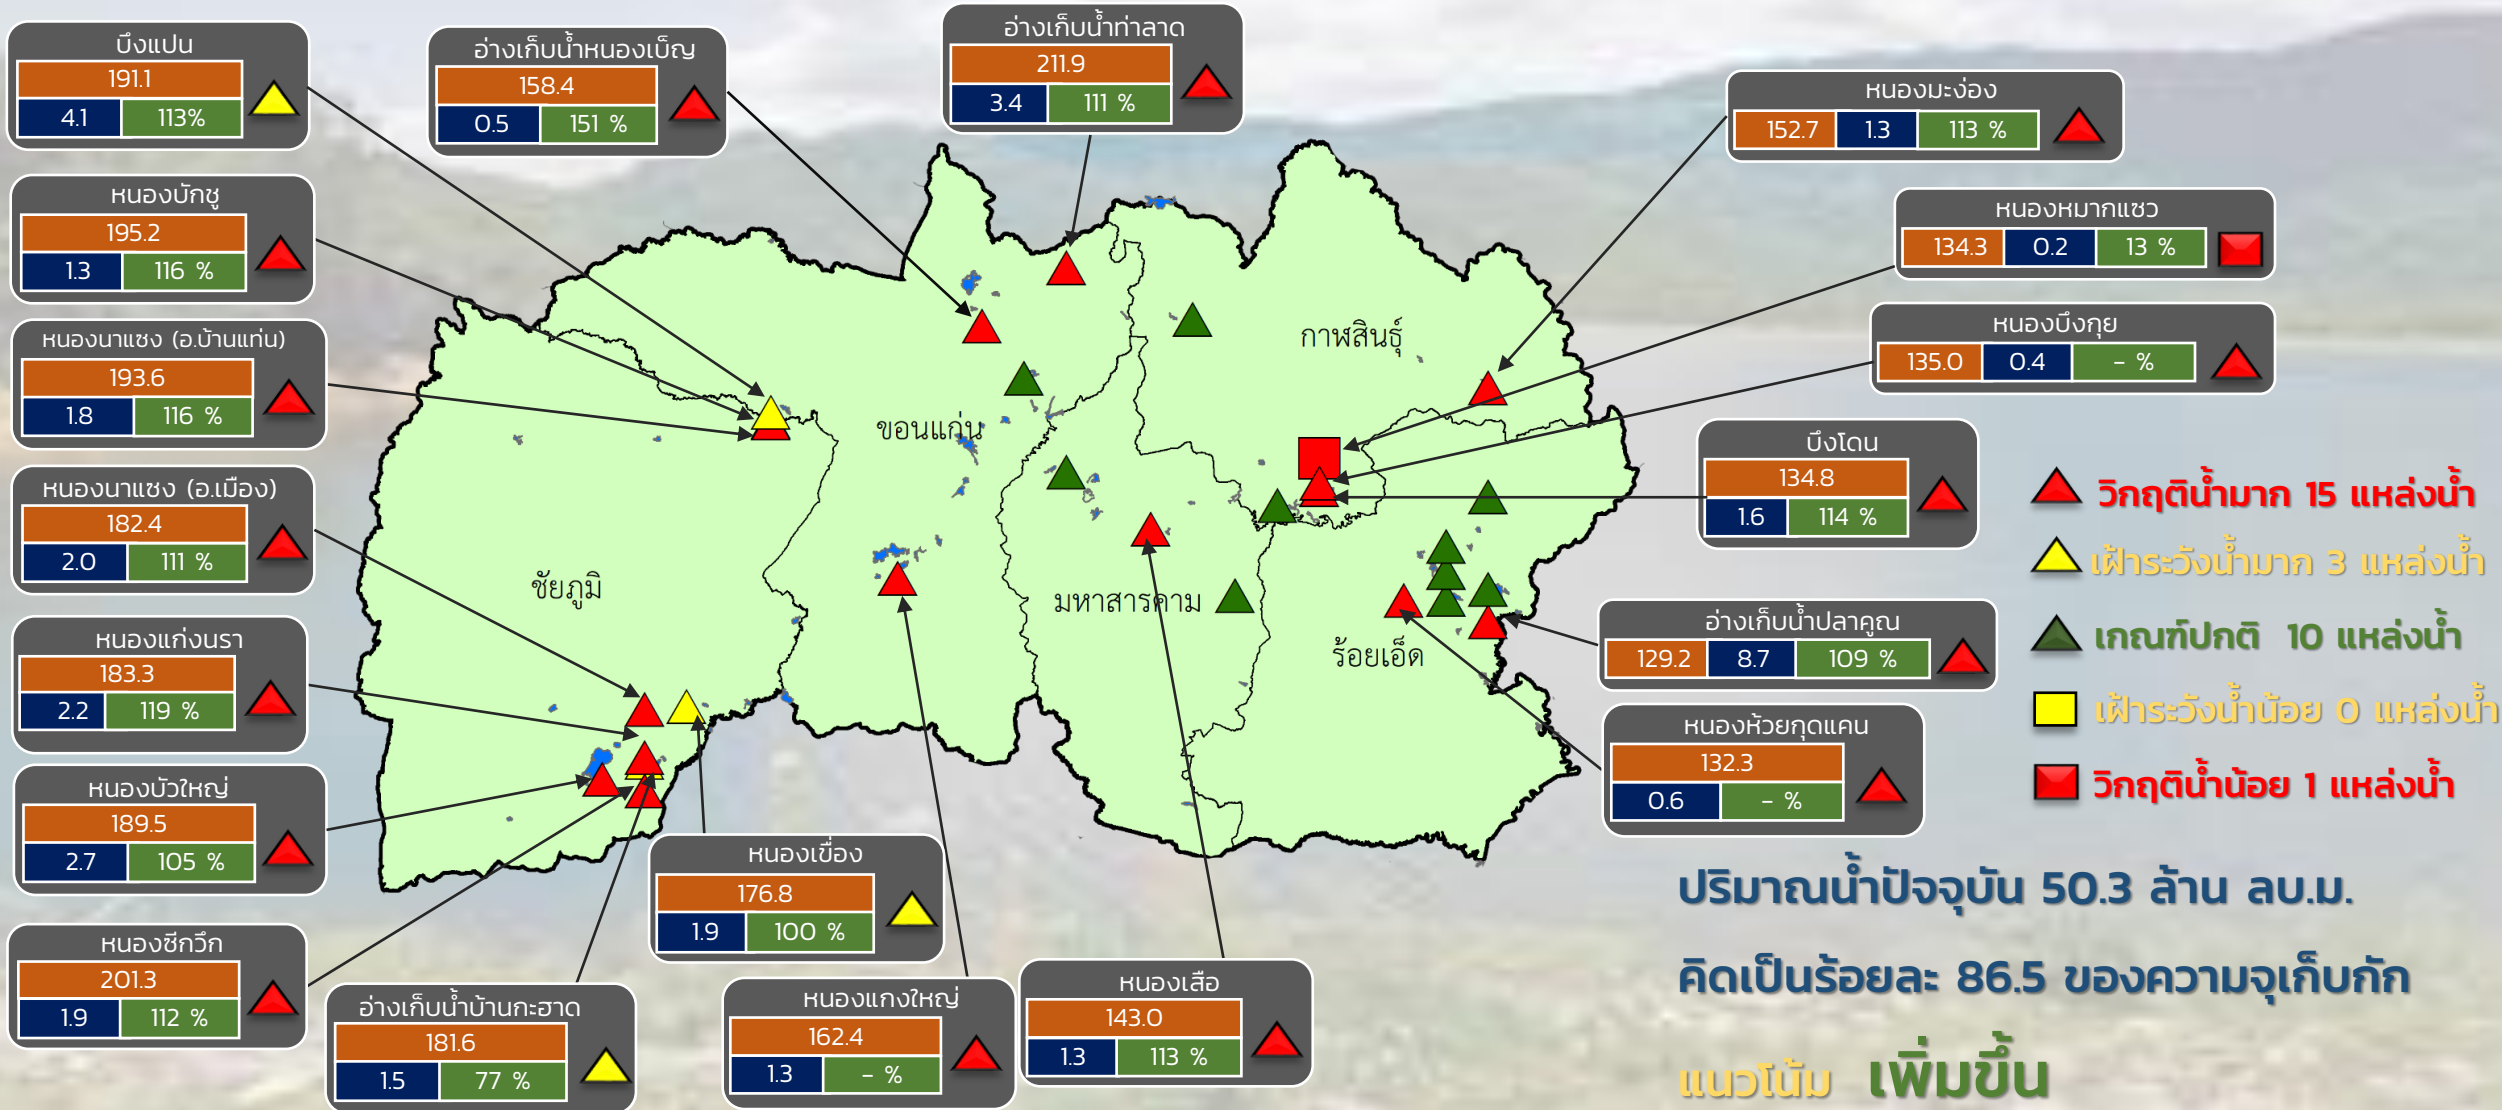 บึงแปน
191.1
4.1 113%
อ่างเก็บน้ำหนองเบ็ญ
158.4
0.5 151 %
อ่างเก็บน้ำท่าลาด
211.9
3.4 111 %
หนองมะง่อง
152.7 1.3 113 %
หนองบักชู
195.2
1.3 116 %
หนองหมากแซว
134.3 0.2 13 %
หนองนาแซง (อ.บ้านแท่น)
193.6
1.8 116 %
หนองบึงกุย
135.0 0.4 - %
หนองนาแซง (อ.เมือง)
182.4
2.0 111 %
บึงโดน
134.8
1.6 114 %
หนองแก่งนรา
183.3
2.2 119 %
อ่างเก็บน้ำปลาคูณ
129.2 8.7 109 %
หนองบัวใหญ่
189.5
2.7 105 %
หนองห้วยกุดแคน
132.3
0.6 - %
หนองซีกวึก
201.3
1.9 112 %
อ่างเก็บน้ำบ้านกะฮาด
181.6
1.5 77 %
หนองเขื่อง
176.8
1.9 100 %
หนองแกงใหญ่
162.4
1.3 - %
หนองเสือ
143.0
1.3 113 %
กาฬสินธุ์
ขอนแก่น
ชัยภูมิ
มหาสารคาม
ร้อยเอ็ด
วิกฤติน้ำมาก 15 แหล่งน้ำ
เฝ้าระวังน้ำมาก 3 แหล่งน้ำ
เกณฑ์ปกติ 10 แหล่งน้ำ
เฝ้าระวังน้ำน้อย 0 แหล่งน้ำ
วิกฤติน้ำน้อย 1 แหล่งน้ำ
ปริมาณน้ำปัจจุบัน 50.3 ล้าน ลบ.ม.
คิดเป็นร้อยละ 86.5 ของความจุเก็บกัก
แนวโน้ม เพิ่มขึ้น